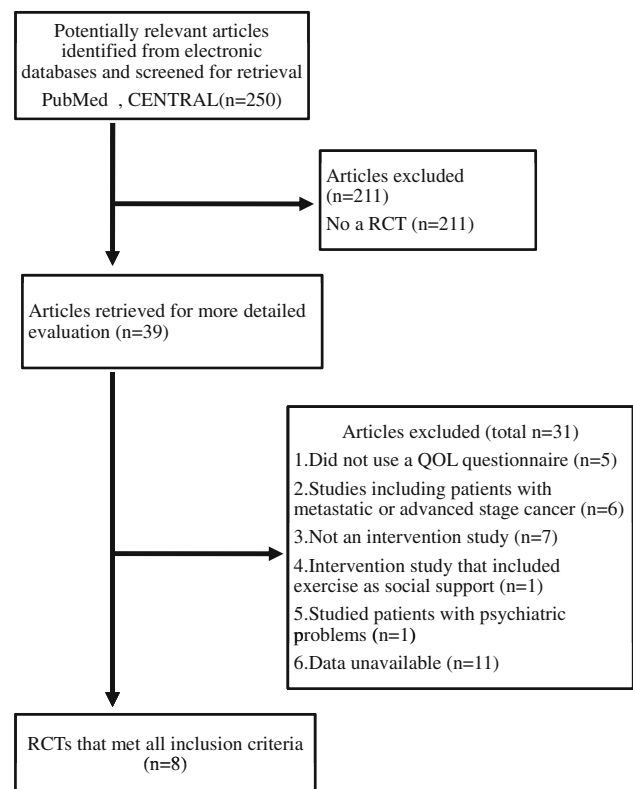 Potentially relevant articles
identified from electronic
databases and screened for retrieval
PubMed , CENTRAL(n=250)
Articles excluded
(n=211)
No a RCT (n=211)
Articles retrieved for more detailed
evaluation (n=39)
Articles excluded (total n=31)
1.Did not use a QOL questionnaire (n=5)
2.Studies including patients with
metastatic or advanced stage cancer (n=6)
3.Not an intervention study (n=7)
4.Intervention study that included
exercise as social support (n=1)
5.Studied patients with psychiatric
problems (n=1)
6.Data unavailable (n=11)
RCTs that met all inclusion criteria
(n=8)